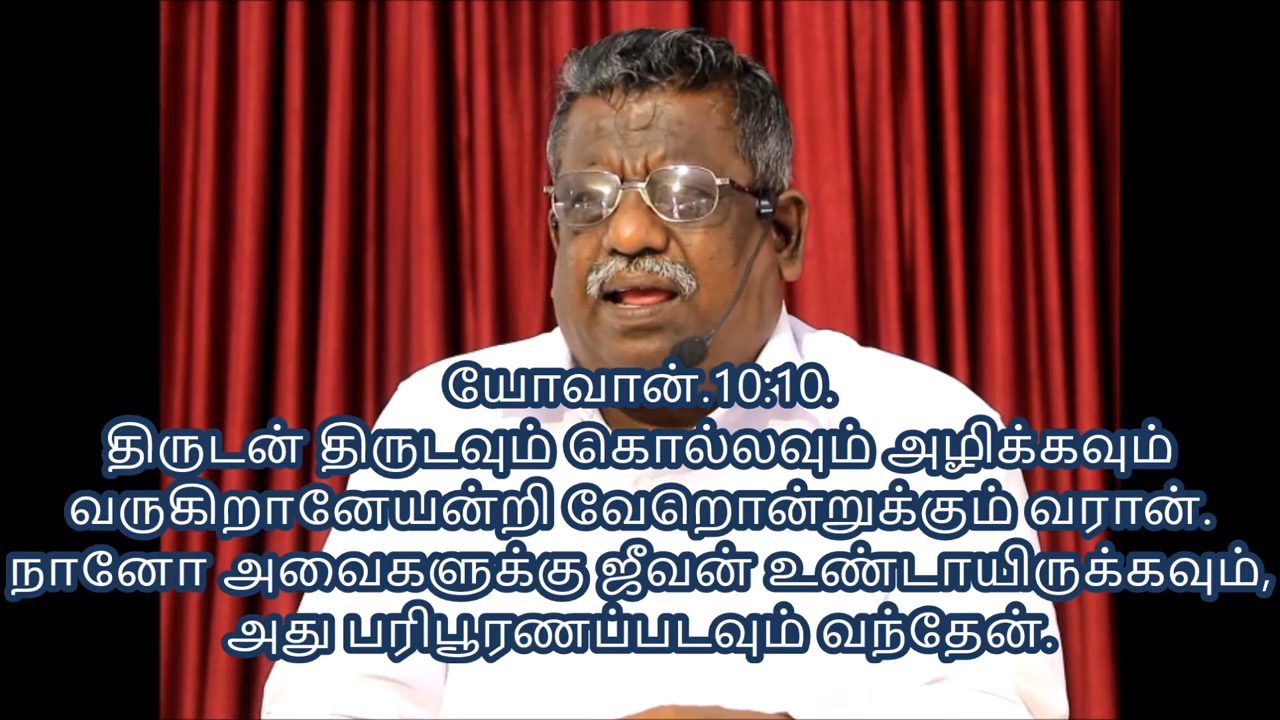 யோவான்.10:10.
திருடன் திருடவும் கொல்லவும் அழிக்கவும்
வருகிறானேயன்றி வேறொன்றுக்கும் வரான்.
நானோ அவைகளுக்கு ஜீவன் உண்டாயிருக்கவும்,
அது பரிபூரணப்படவும் வந்தேன்.